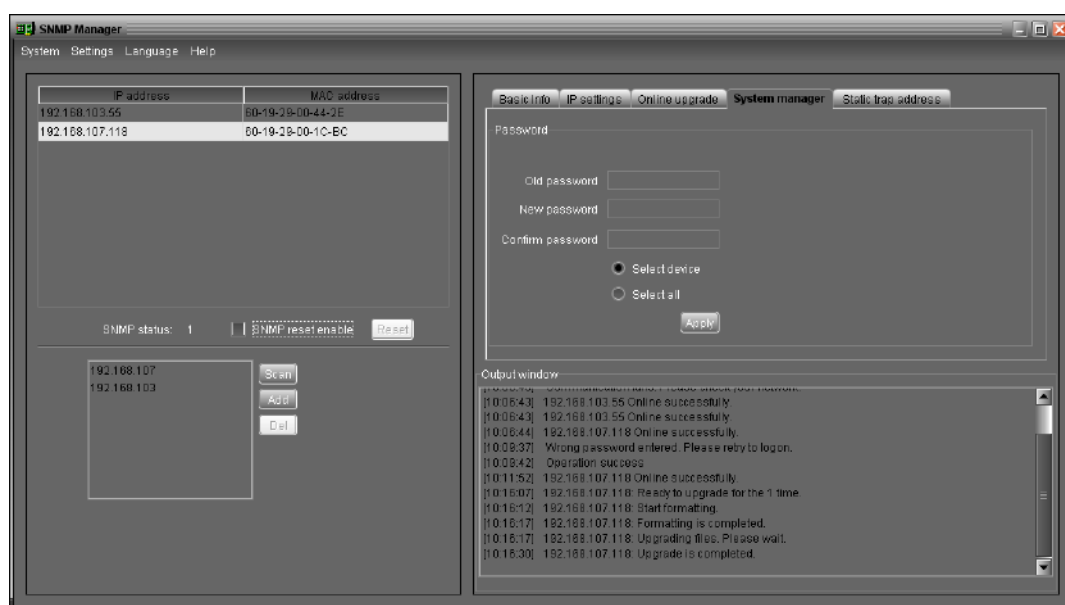 SNMP Manager
System Settings Language Help
IP address MAC address
192.168.103.55 60-19-29-00-44-2E
192.168.107.118 60-19-29-00-1C-BC
SNMP status: 1 SNMP reset enable Reset
192.168.107
192.168.103
Scan
Add
Del
Basic Info IP settings Online upgrade System manager Static trap address
Password
Old password
New password
Confirm password
Select device
Select all
Apply
Output window
Communication fails. Please check your network.
[10:06:43] 192.168.103.55 Online successfully.
[10:06:43] 192.168.103.55 Online successfully.
[10:06:44] 192.168.107.118 Online successfully.
[10:09:37] Wrong password entered. Please retry to logon.
[10:09:42] Operation success
[10:11:52] 192.168.107.118 Online successfully.
[10:16:07] 192.168.107.118: Ready to upgrade for the 1 time.
[10:16:12] 192.168.107.118: Start formatting.
[10:16:17] 192.168.107.118: Formatting is completed.
[10:16:17] 192.168.107.118: Upgrading files. Please wait.
[10:16:30] 192.168.107.118: Upgrade is completed.